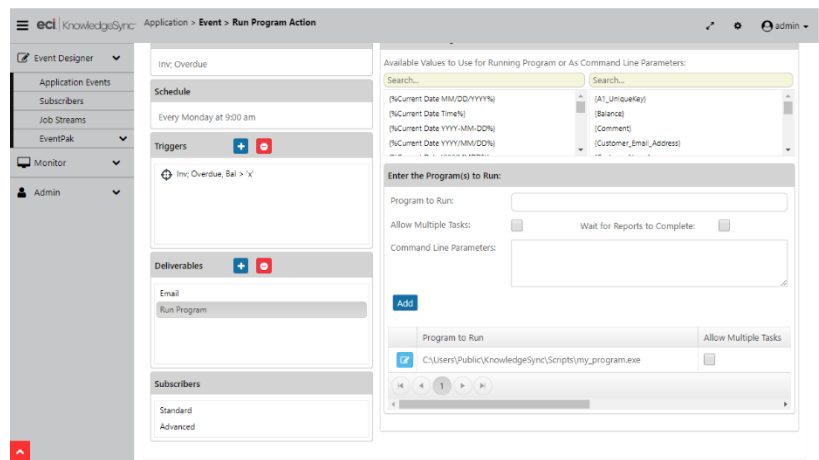 eci KnowledgeSync
Application > Event > Run Program Action
admin
Event Designer
Application Events
Subscribers
Job Streams
EventPak
Monitor
Admin
Inv; Overdue
Schedule
Every Monday at 9:00 am
Triggers
Inv; Overdue, Bal > 'x'
Deliverables
Email
Run Program
Subscribers
Standard
Advanced
Available Values to Use for Running Program or As Command Line Parameters:
Search...
Search...
{%Current Date MM/DD/YYYY%}
{%Current Date Time%}
{%Current Date YYYY-MM-DD%}
{%Current Date YYYY/MM/DD%}
{A1_UniqueKey}
{Balance}
{Comment}
{Customer_Email_Address}
Enter the Program(s) to Run:
Program to Run:
Allow Multiple Tasks:
Wait for Reports to Complete:
Command Line Parameters:
Add
Program to Run
Allow Multiple Tasks
C:\Users\Public\KnowledgeSync\Scripts\my_program.exe
1